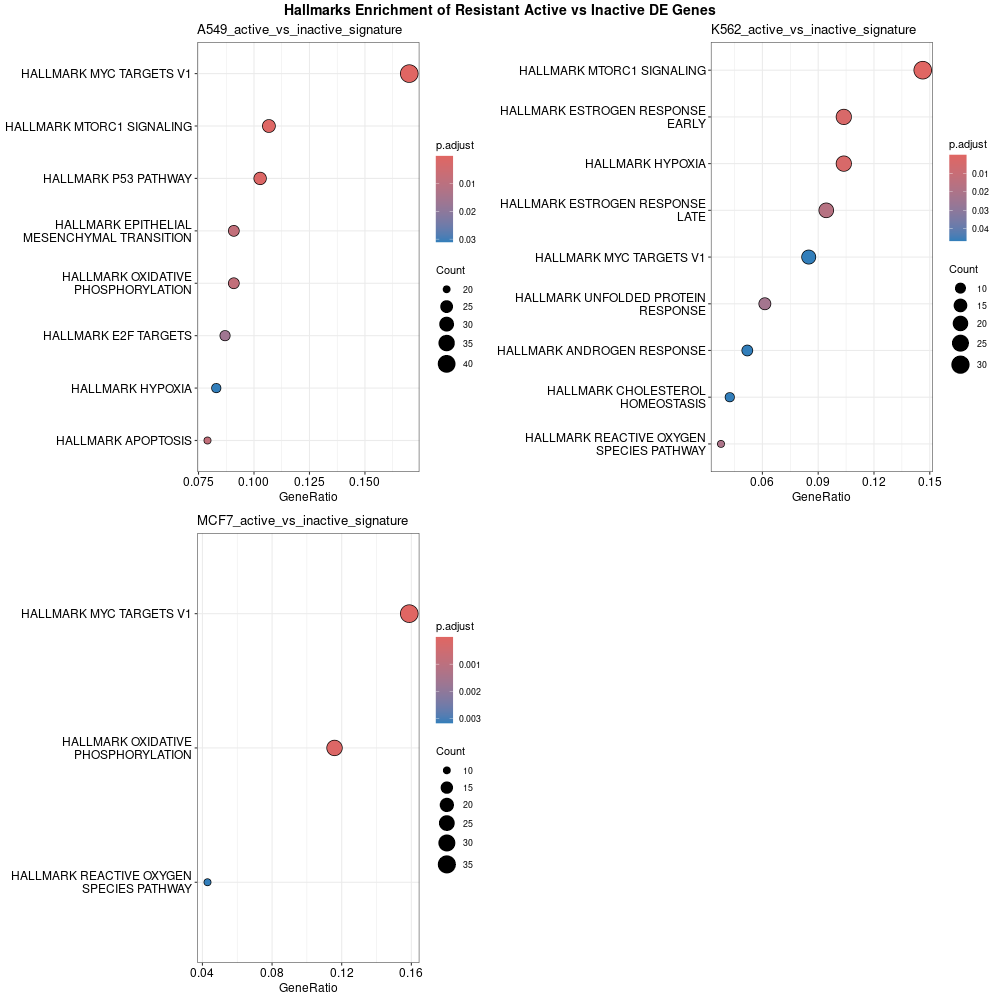 Hallmarks Enrichment of Resistant Active vs Inactive DE Genes
A549_active_vs_inactive_signature
HALLMARK MYC TARGETS V1
HALLMARK MTORC1 SIGNALING
HALLMARK P53 PATHWAY
HALLMARK EPITHELIAL
MESENCHYMAL TRANSITION
HALLMARK OXIDATIVE
PHOSPHORYLATION
HALLMARK E2F TARGETS
HALLMARK HYPOXIA
HALLMARK APOPTOSIS
0.075 0.100 0.125 0.150
GeneRatio
p.adjust
0.01
0.02
0.03
Count
20
25
30
35
40
K562_active_vs_inactive_signature
HALLMARK MTORC1 SIGNALING
HALLMARK ESTROGEN RESPONSE
EARLY
HALLMARK HYPOXIA
HALLMARK ESTROGEN RESPONSE
LATE
HALLMARK MYC TARGETS V1
HALLMARK UNFOLDED PROTEIN
RESPONSE
HALLMARK ANDROGEN RESPONSE
HALLMARK CHOLESTEROL
HOMEOSTASIS
HALLMARK REACTIVE OXYGEN
SPECIES PATHWAY
0.06 0.09 0.12 0.15
GeneRatio
p.adjust
0.01
0.02
0.03
0.04
Count
10
15
20
25
30
MCF7_active_vs_inactive_signature
HALLMARK MYC TARGETS V1
HALLMARK OXIDATIVE
PHOSPHORYLATION
HALLMARK REACTIVE OXYGEN
SPECIES PATHWAY
0.04 0.08 0.12 0.16
GeneRatio
p.adjust
0.001
0.002
0.003
Count
10
15
20
25
30
35